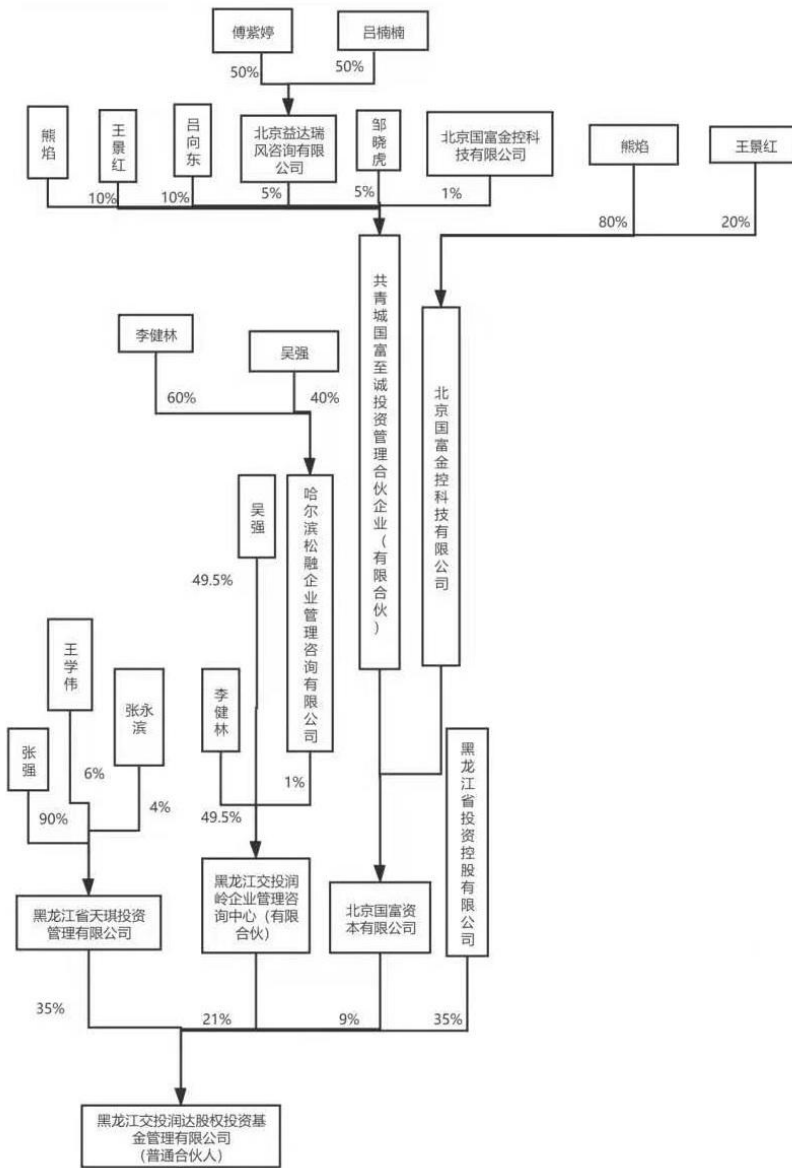 傅紫婷
吕楠楠
50%
50%
熊焰
王景红
吕向东
北京益达瑞
风咨询有限
公司
邹晓虎
北京国富金控科
技有限公司
熊焰
王景红
10%
10%
5%
5%
1%
80%
20%
共青城国富至诚投资管理合伙企业（有限合伙）
北京国富金控科技有限公司
李健林
吴强
60%
40%
吴强
哈尔滨松融企业管理咨询有限公司
49.5%
王学伟
张永
滨
李健林
张强
黑龙江省投资控股有限公司
6%
1%
90%
4%
49.5%
黑龙江省天琪投资
管理有限公司
黑龙江交投润
岭企业管理咨
询中心（有限
合伙）
北京国富资
本有限公司
35%
21%
9%
35%
黑龙江交投润达股权投资基
金管理有限公司
（普通合伙人）